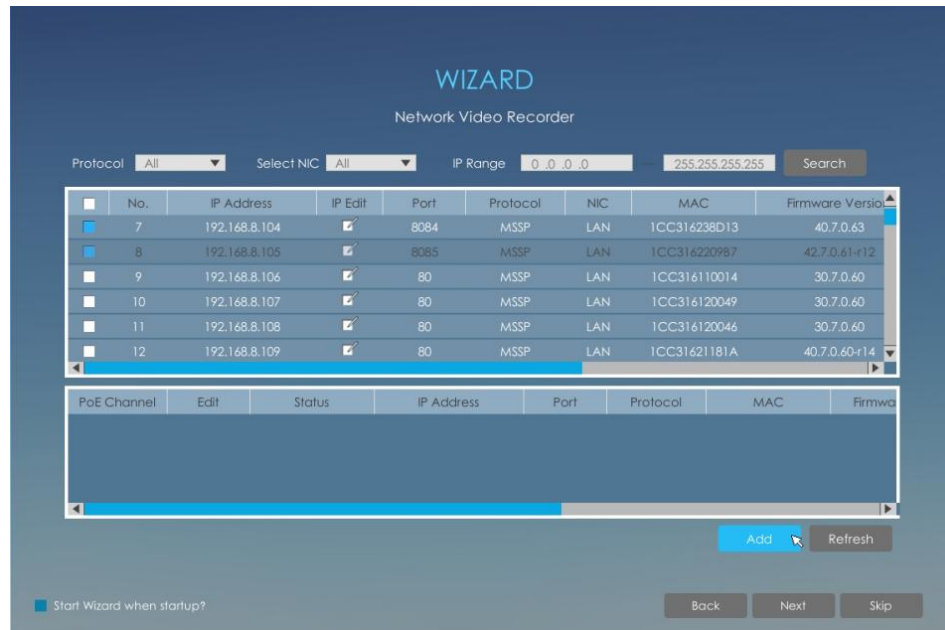 WIZARD
Network Video Recorder
Protocol All Select NIC All IP Range 0 .0 .0 .0 — 255.255.255.255 Search
No. IP Address IP Edit Port Protocol NIC MAC Firmware Versio
7 192.168.8.104 8084 MSSP LAN 1CC316238D13 40.7.0.63
8 192.168.8.105 8085 MSSP LAN 1CC3162209B7 42.7.0.61-r12
9 192.168.8.106 80 MSSP LAN 1CC316110014 30.7.0.60
10 192.168.8.107 80 MSSP LAN 1CC316120049 30.7.0.60
11 192.168.8.108 80 MSSP LAN 1CC316120046 30.7.0.60
12 192.168.8.109 80 MSSP LAN 1CC31621181A 40.7.0.60-r14
PoE Channel Edit Status IP Address Port Protocol MAC Firmwa
Add Refresh
Start Wizard when startup? Back Next Skip